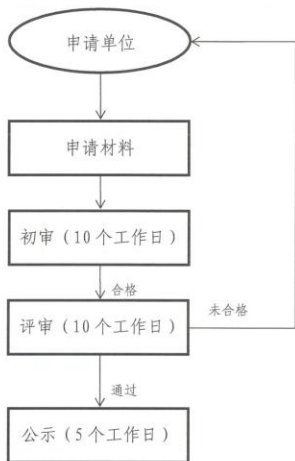 申请单位
申请材料
初审（10个工作日）
合格
评审（10个工作日）
未合格
通过
公示（5个工作日）